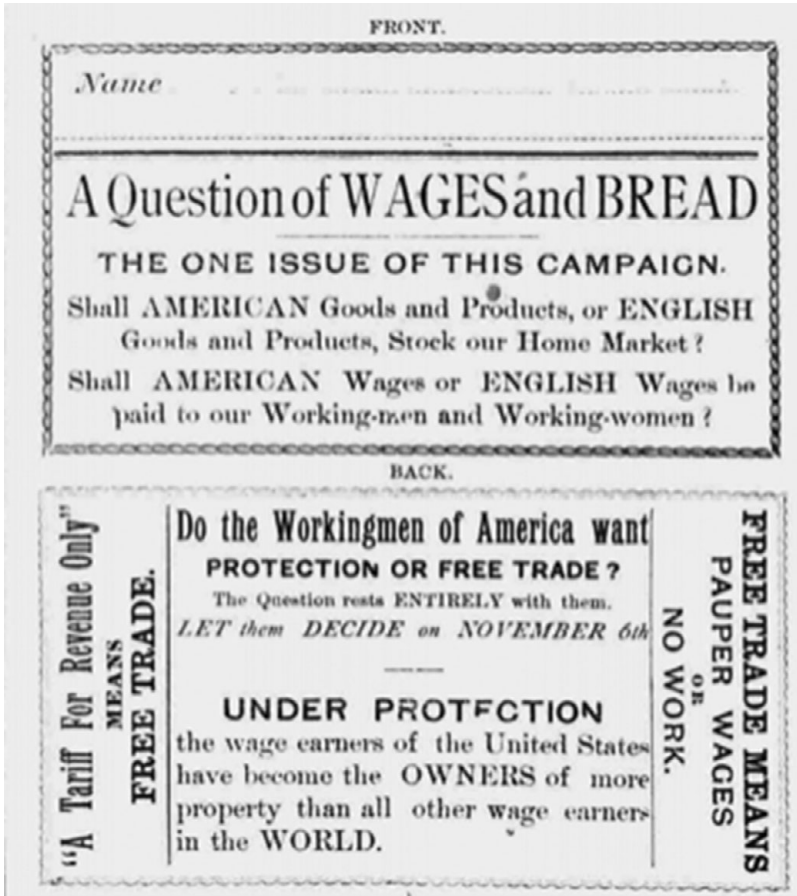 FRONT.
Name
A Question of WAGES and BREAD
THE ONE ISSUE OF THIS CAMPAIGN.
Shall AMERICAN Goods and Products, or ENGLISH
Goods and Products, Stock our Home Market?
Shall AMERICAN Wages or ENGLISH Wages be
paid to our Working-men and Working-women?
BACK.
"A Tariff For Revenue Only"
MEANS
FREE TRADE.
Do the Workingmen of America want
PROTECTION OR FREE TRADE?
The Question rests ENTIRELY with them.
LET them DECIDE on NOVEMBER 6th
UNDER PROTECTION
the wage earners of the United States
have become the OWNERS of more
property than all other wage earners
in the WORLD.
FREE TRADE MEANS
PAUPER WAGES
OR
NO WORK.